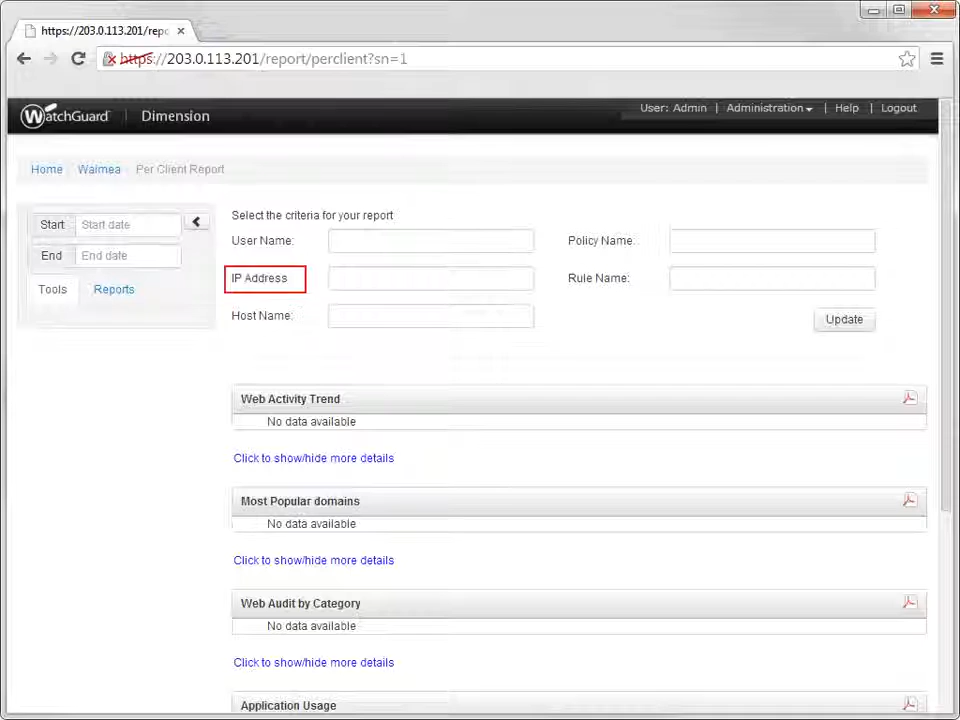 https://203.0.113.201/repo
https://203.0.113.201/report/perclient?sn=1
WatchGuard | Dimension
User: Admin | Administration | Help | Logout
Home Waimea Per Client Report
Select the criteria for your report
Start Start date
End End date
Tools Reports
User Name:
Policy Name:
IP Address
Rule Name:
Host Name:
Update
Web Activity Trend
No data available
Click to show/hide more details
Most Popular domains
No data available
Click to show/hide more details
Web Audit by Category
No data available
Click to show/hide more details
Application Usage